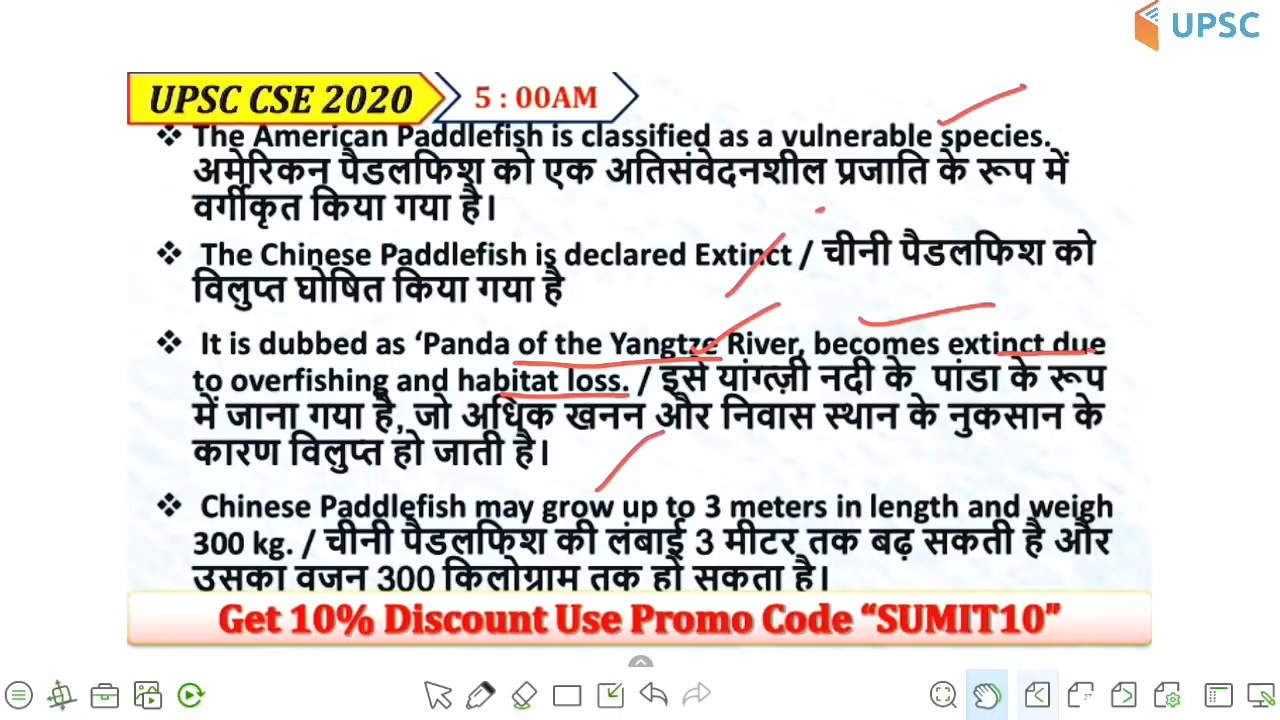 UPSC
UPSC CSE 2020
5 : 00AM
❖ The American Paddlefish is classified as a vulnerable species.
अमेरिकन पैडलफिश को एक अतिसंवेदनशील प्रजाति के रूप में
वर्गीकृत किया गया है।
❖ The Chinese Paddlefish is declared Extinct / चीनी पैडलफिश को
विलुप्त घोषित किया गया है
❖ It is dubbed as ‘Panda of the Yangtze River, becomes extinct due
to overfishing and habitat loss. / इसे यांग्त्ज़ी नदी के पांडा के रूप
में जाना गया है, जो अधिक खनन और निवास स्थान के नुकसान के
कारण विलुप्त हो जाती है।
❖ Chinese Paddlefish may grow up to 3 meters in length and weigh
300 kg. / चीनी पैडलफिश की लंबाई 3 मीटर तक बढ़ सकती है और
उसका वजन 300 किलोग्राम तक हो सकता है।
Get 10% Discount Use Promo Code “SUMIT10”